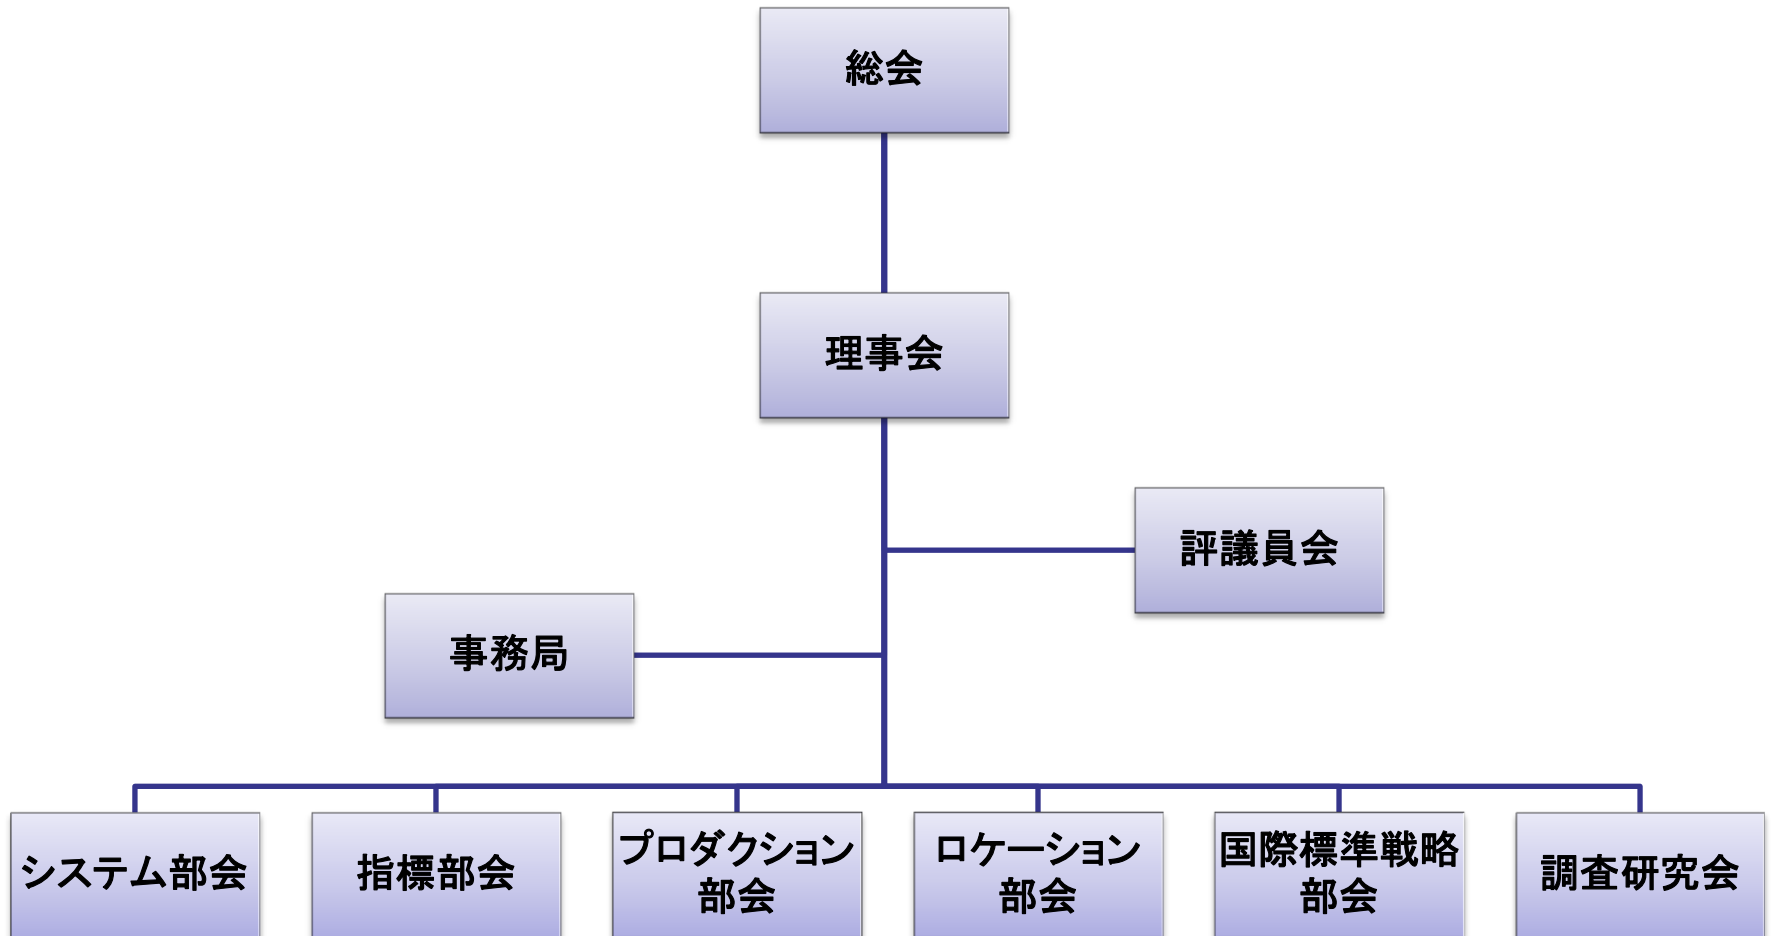 総会
理事会
評議員会
事務局
システム部会
指標部会
プロダクション
部会
ロケーション
部会
国際標準戦略
部会
調査研究会